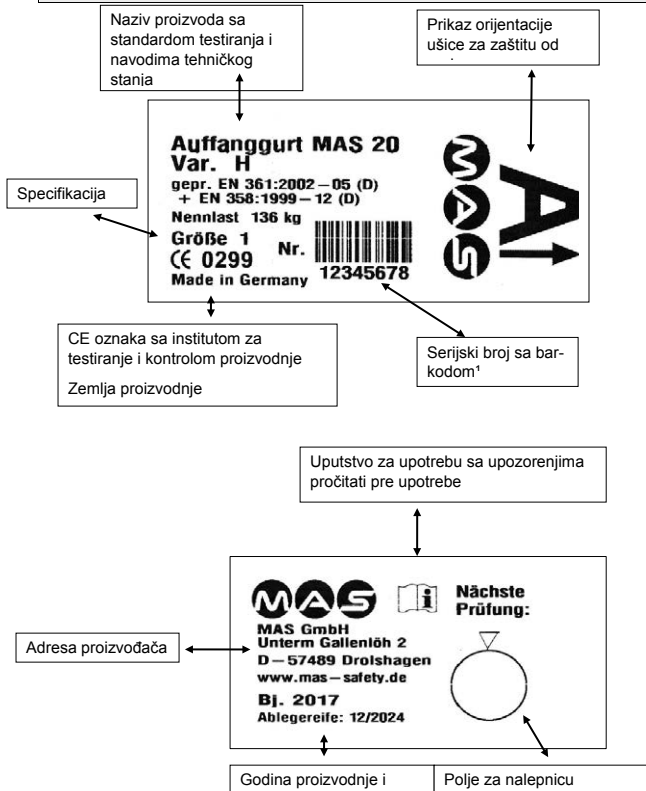 Naziv proizvoda sa
standardom testiranja i
navodima tehničkog
stanja
Prikaz orijentacije
ušice za zaštitu od
Auffanggurt MAS 20
Var. H
gepr. EN 361:2002 – 05 (D)
+ EN 358:1999 – 12 (D)
Nennlast 136 kg
Größe 1
Nr.
CE 0299
12345678
Made in Germany
MAS
A
Specifikacija
CE oznaka sa institutom za
testiranje i kontrolom proizvodnje
Zemlja proizvodnje
Serijski broj sa bar-
kodom¹
Uputstvo za upotrebu sa upozorenjima
pročitati pre upotrebe
MAS
i
Nächste
Prüfung:
MAS GmbH
Unterm Gallenlöh 2
D – 57489 Drolshagen
www.mas – safety.de
Bj. 2017
Ablegereife: 12/2024
Adresa proizvođača
Godina proizvodnje i
Polje za nalepnicu